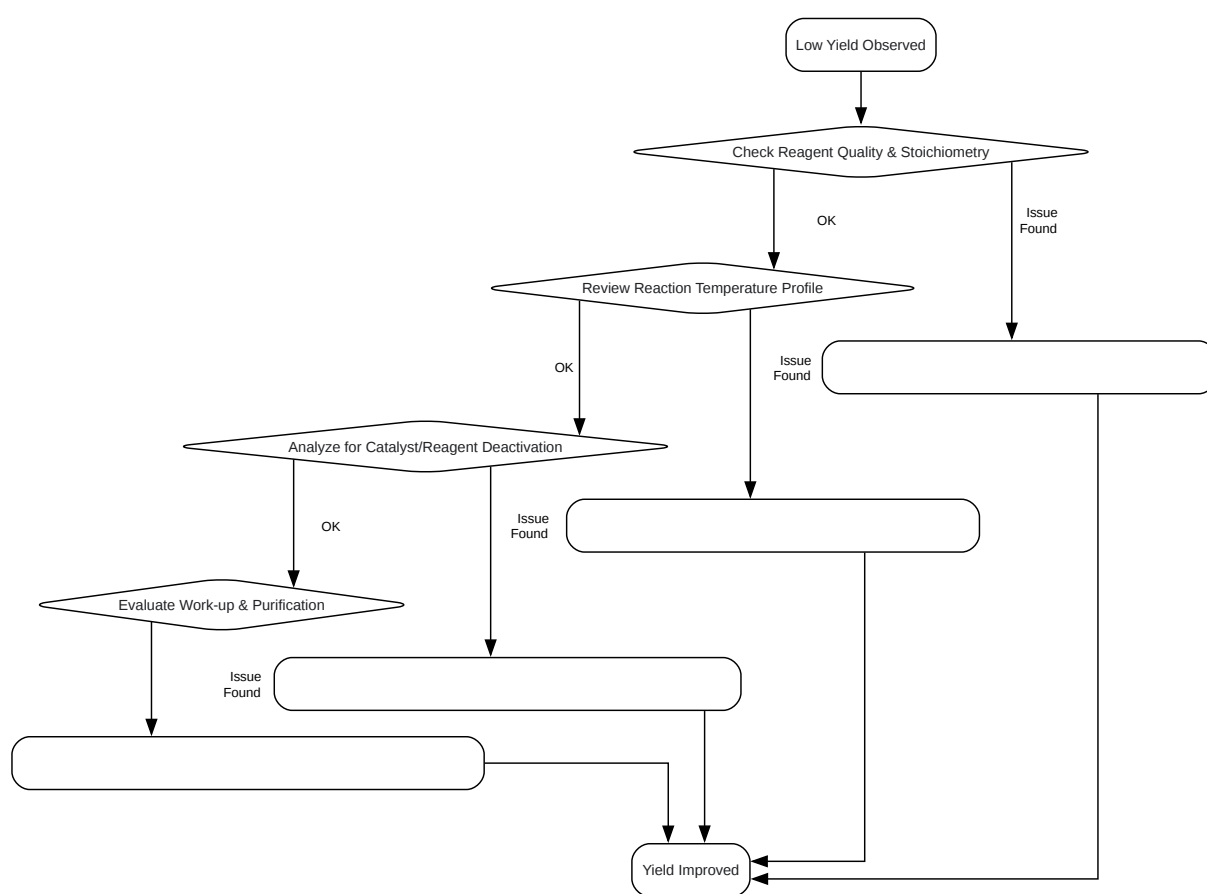 Low Yield Observed
Check Reagent Quality & Stoichiometry
OK
Issue
Found
Review Reaction Temperature Profile
OK
Issue
Found
Analyze for Catalyst/Reagent Deactivation
OK
Issue
Found
Evaluate Work-up & Purification
Issue
Found
Yield Improved